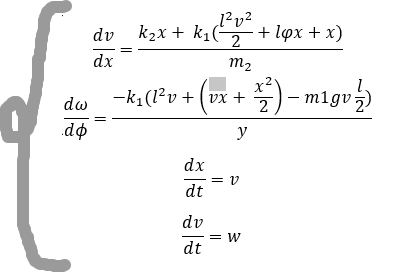 dv/dx = (k₂x + k₁(l²v²/2 + lφx + x))/m₂
dω/dϕ = (−k₁(l²v + (vx + x²/2) − m1gv l/2))/y
dx/dt = v
dv/dt = w